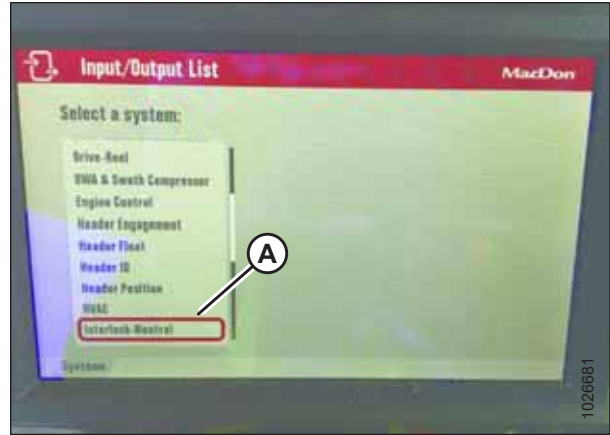 Input/Output List
MacDon
Select a system:
Drive-Reel
DWA & Swath Compressor
Engine Control
Header Engagement
Header Float
Header ID
Header Position
HVAC
Interlock-Neutral
System:
A
1026681